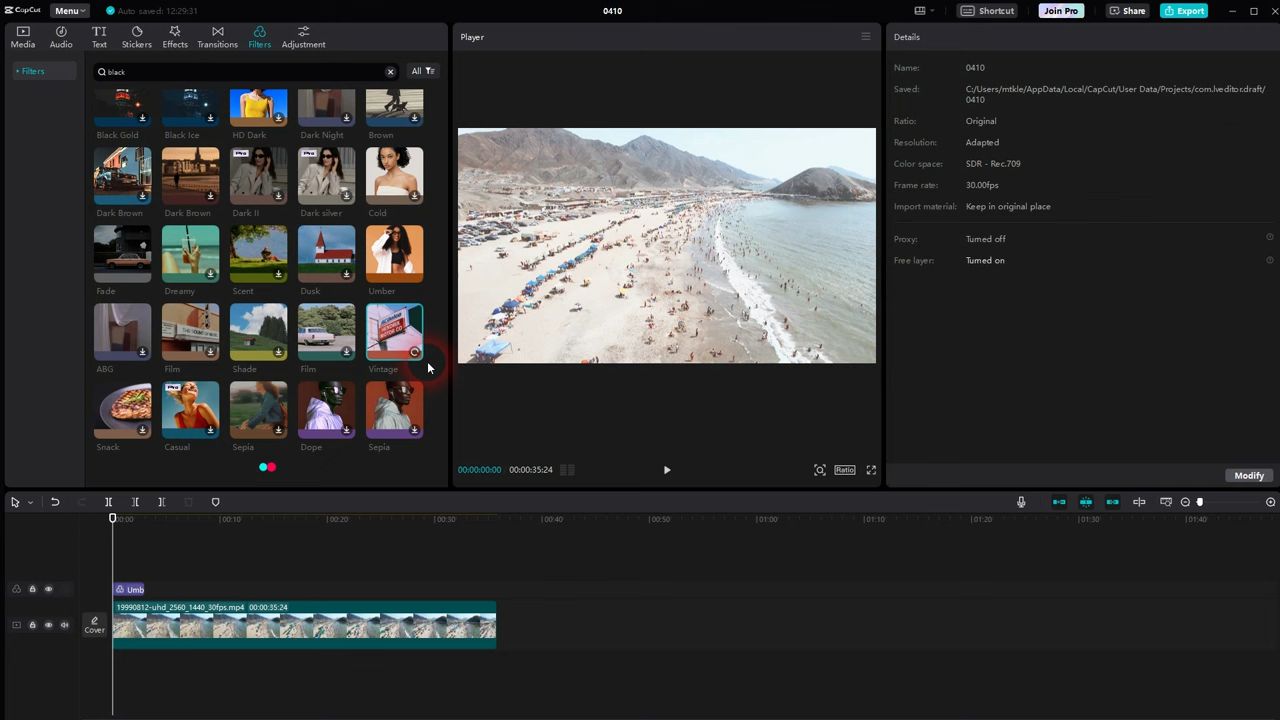 CapCut Menu Auto saved: 12:29:31 0410 Shortcut Join Pro Share Export
Media Audio Text Stickers Effects Transitions Filters Adjustment
Filters
black
All
Black Gold Black Ice HD Dark Dark Night Brown
Pro Pro
Dark Brown Dark Brown Dark II Dark silver Cold
Fade Dreamy Scent Dusk Umber
ABG Film Shade Film Vintage
Pro
Snack Casual Sepia Dope Sepia
Player
00:00:00:00 00:00:35:24 Ratio
Details
Name: 0410
Saved: C:/Users/mtkle/AppData/Local/CapCut/User Data/Projects/com.lveditor.draft/
0410
Ratio: Original
Resolution: Adapted
Color space: SDR - Rec.709
Frame rate: 30.00fps
Import material: Keep in original place
Proxy: Turned off
Free layer: Turned on
Modify
00:00 00:10 00:20 00:30 00:40 00:50 01:00 01:10 01:20 01:30 01:40
Umb
19990812-uhd_2560_1440_30fps.mp4 00:00:35:24
Cover